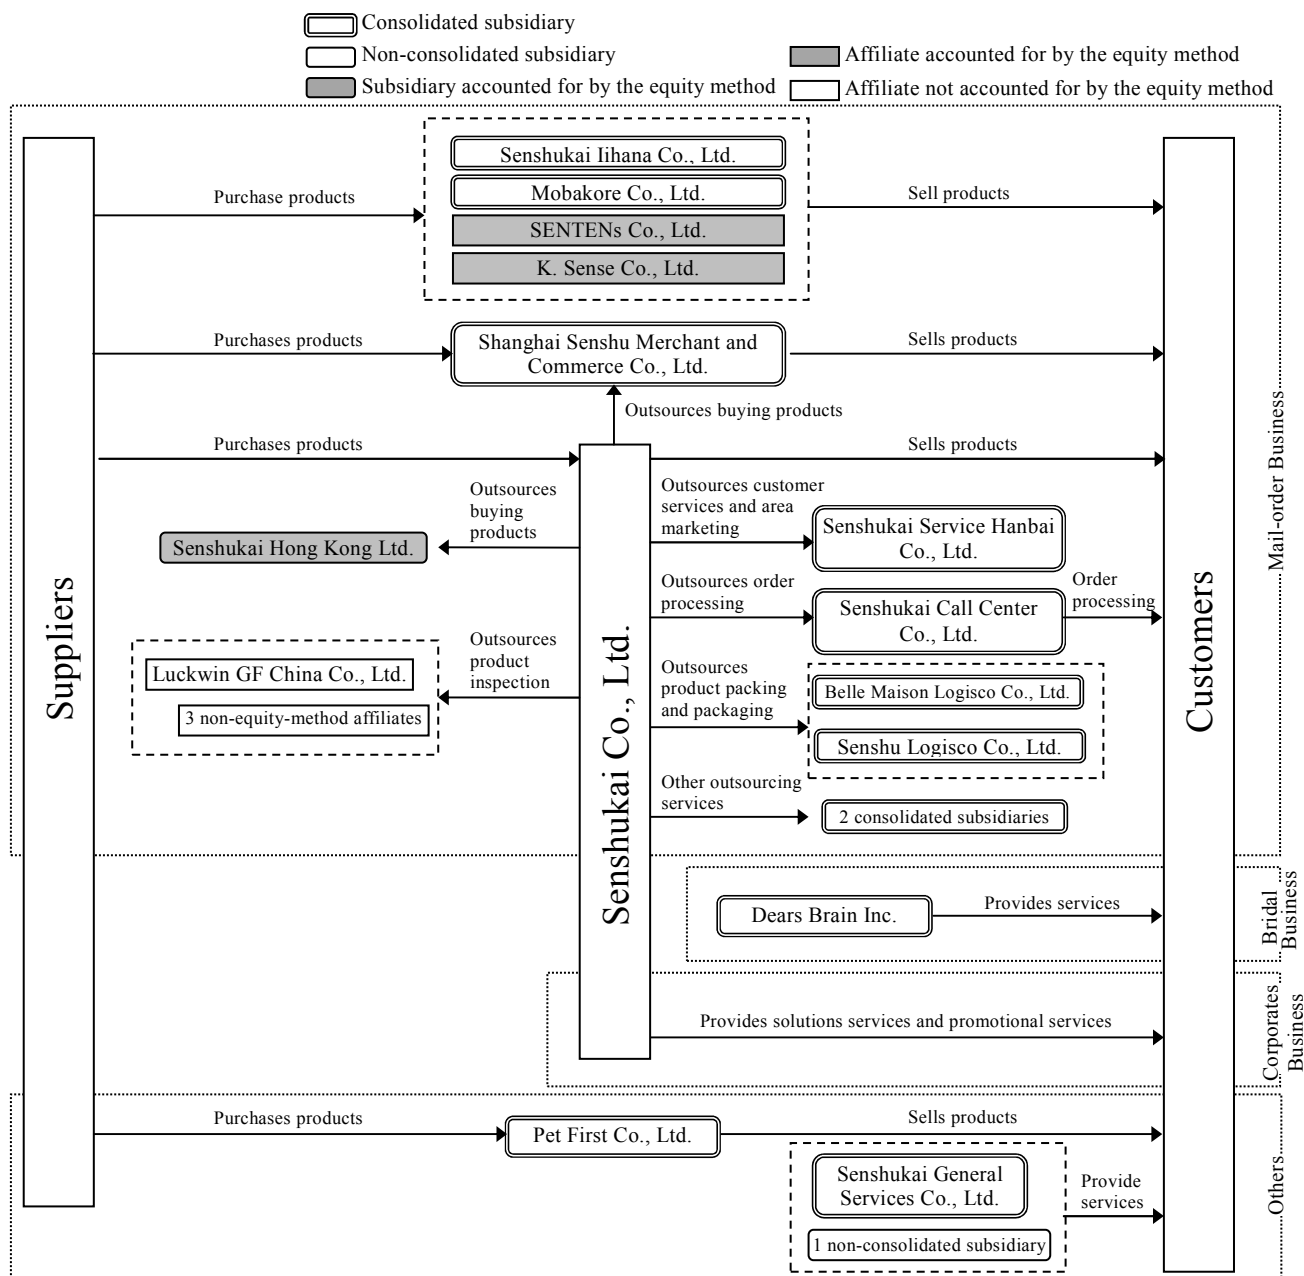 Consolidated subsidiary
Non-consolidated subsidiary
Affiliate accounted for by the equity method
Subsidiary accounted for by the equity method
Affiliate not accounted for by the equity method
Suppliers
Customers
Mail-order Business
Purchase products
Senshukai Iihana Co., Ltd.
Mobakore Co., Ltd.
SENTENs Co., Ltd.
K. Sense Co., Ltd.
Sell products
Purchases products
Shanghai Senshu Merchant and
Commerce Co., Ltd.
Sells products
Outsources buying products
Purchases products
Senshukai Co., Ltd.
Sells products
Outsources
buying
products
Senshukai Hong Kong Ltd.
Outsources customer
services and area
marketing
Senshukai Service Hanbai
Co., Ltd.
Outsources order
processing
Senshukai Call Center
Co., Ltd.
Order
processing
Outsources
product
inspection
Luckwin GF China Co., Ltd.
3 non-equity-method affiliates
Outsources
product packing
and packaging
Belle Maison Logisco Co., Ltd.
Senshu Logisco Co., Ltd.
Other outsourcing
services
2 consolidated subsidiaries
Dears Brain Inc.
Provides services
Bridal
Business
Provides solutions services and promotional services
Corporates
Business
Purchases products
Pet First Co., Ltd.
Sells products
Senshukai General
Services Co., Ltd.
1 non-consolidated subsidiary
Provide
services
Others